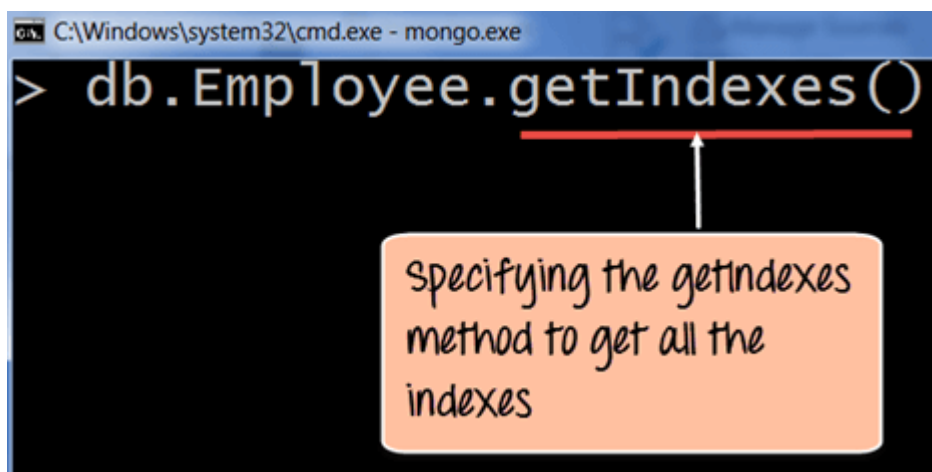 C:\Windows\system32\cmd.exe - mongo.exe
> db.Employee.getIndexes()
Specifying the getIndexes
method to get all the
indexes